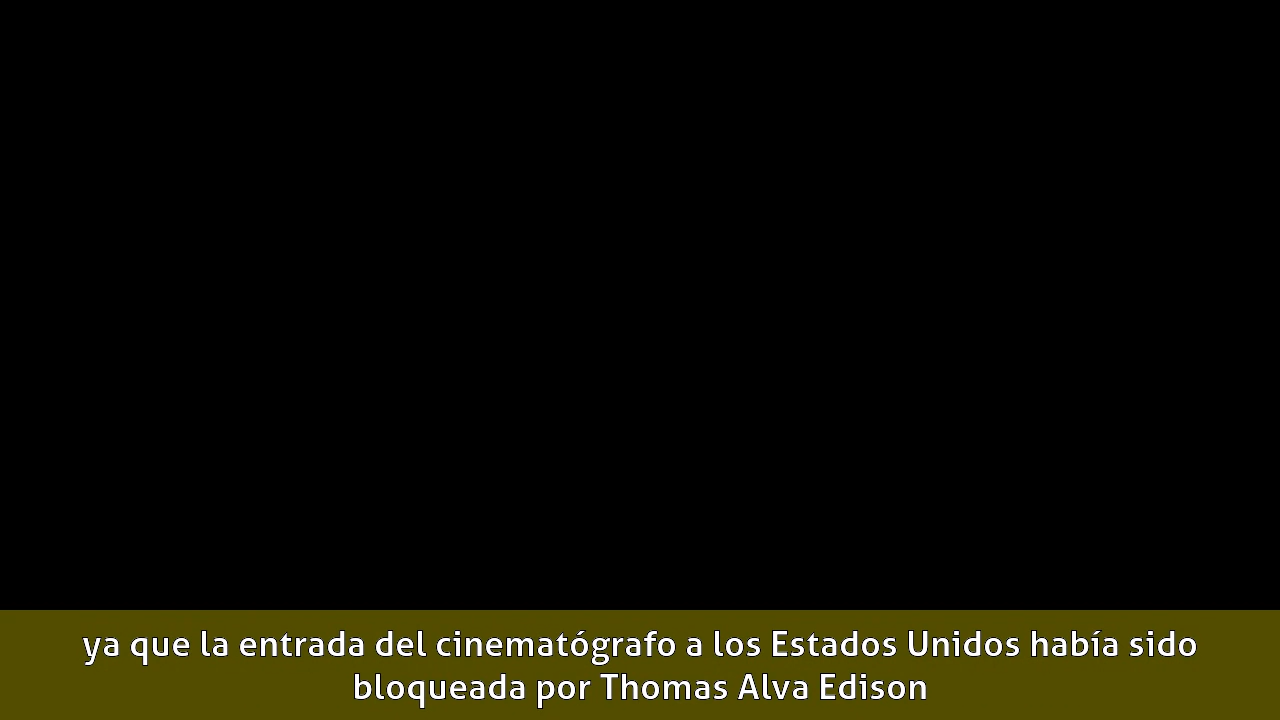 ya que la entrada del cinematógrafo a los Estados Unidos había sido
bloqueada por Thomas Alva Edison